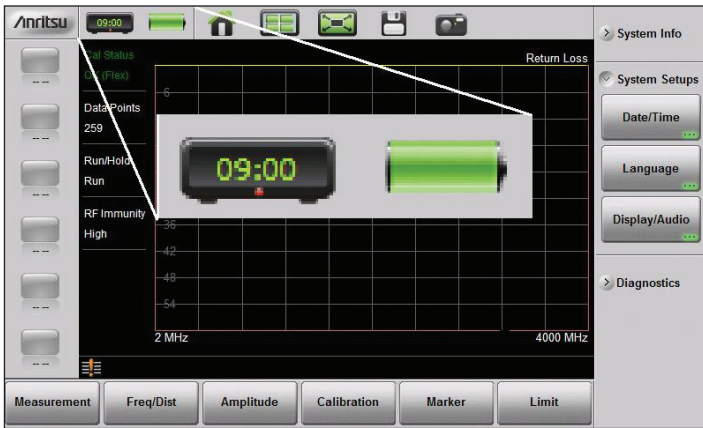 Anritsu
09:00
System Info
Cal Status
OK (Flex)
Return Loss
System Setups
6
Data Points
259
Date/Time
09:00
Run/Hold
Run
Language
RF Immunity
High
Display/Audio
36
42
48
54
Diagnostics
2 MHz
4000 MHz
-- --
-- --
-- --
-- --
-- --
-- --
Measurement
Freq/Dist
Amplitude
Calibration
Marker
Limit